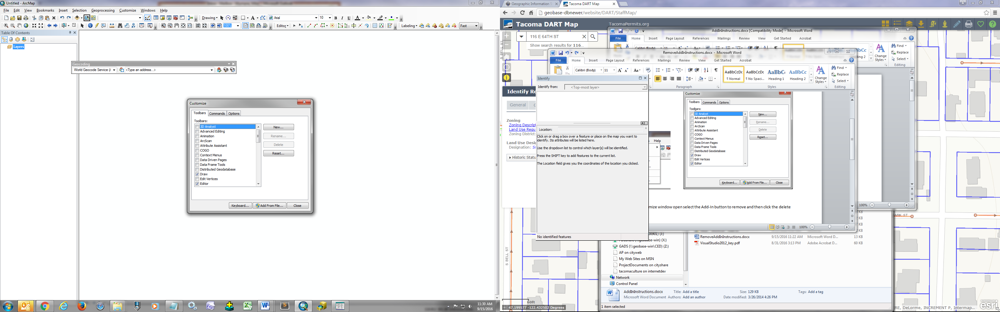 Untitled - ArcMap
File Edit View Bookmarks Insert Selection Geoprocessing Customize Windows Help
Drawing Arial 10 B I U A
100% Editor Labeling Fast
Table Of Contents
Layers
Geocoding
World Geocode Service (A <Type an address...>
Customize
Toolbars Commands Options
Toolbars:
3D Analyst
Advanced Editing
Animation
ArcScan
Attribute Assistant
COGO
Context Menus
Data Driven Pages
Data Frame Tools
Distributed Geodatabase
Draw
Edit Vertices
Editor
New...
Rename...
Delete
Reset...
Keyboard... Add From File... Close
11:30 AM
9/15/2016
Geographic Information S Tacoma DART Map
geobase-dbnewer/website/DART/StaffMap/
Tacoma DART Map TacomaPermits.org
116 E 64TH ST
Show search results for 116...
S BELL ST
Identify Re
General
Zoning
Zoning Descript
Land Use Requ
Zoning District:
Land Use Desig
Designation:
Historic Statu
AddInInstructions.docx [Compatibility Mode] - Microsoft Word
File Home Insert Page Layout References Mailings Review View Get Started Acrobat
Calibri (Body) 11
Heading 2 Change Styles
Find
Replace
Select
Editing
RemoveAddInInstructions.docx - Microsoft Word
File Home Insert Page Layout References Mailings Review View Get Started Acrobat
Calibri (Body) 11 Aa
AaBbCcDc AaBbCcDc AaBbCc AaBbCc
¶ Normal ¶ No Spaci... Heading 1 Heading 2
Change Styles
Find
Replace
Select
Paragraph Styles Editing
Identify
Identify from: <Top-most layer>
Location:
Click on or drag a box over a feature or place on the map you want to
identify. Its attributes will be listed here.
Use the dropdown list to control which layer(s) will be identified.
Press the SHIFT key to add features to the current list.
The Location field gives you the coordinates of the location you clicked.
No identified features
Help
Customize
Toolbars Commands Options
Toolbars:
3D Analyst
Advanced Editing
Animation
ArcScan
Attribute Assistant
COGO
Context Menus
Data Driven Pages
Data Frame Tools
Distributed Geodatabase
Draw
Edit Vertices
Editor
New...
Rename...
Delete
Reset...
Keyboard... Add From File... Close
mize window open select the Add-In button to remove and then click the delete
100%
100%
00901) (J:)
GADS (\\geobase-win\CED) (Z:)
AP on cityweb
My Web Sites on MSN
ProjectDocuments on cityshare
tacomaculture on internetdev
Network
Control Panel
RemoveAddInInstructions.docx 9/15/2016 11:22 AM Microsoft Word D... 13 KB
VisualStudio2012_key.pdf 8/31/2016 3:13 PM Adobe Acrobat D... 60 KB
AddInInstructions.docx Title: Add a title Size: 129 KB Tags: Add a tag
Microsoft Word Document Authors: Add an author Date modified: 3/26/2014 4:26 PM
1 item selected
S BELL ST
60ft
47.199577 -122.432502 Degrees
ERE, DeLorme, INCREMENT P, Intermap...
POWERED BY
esri